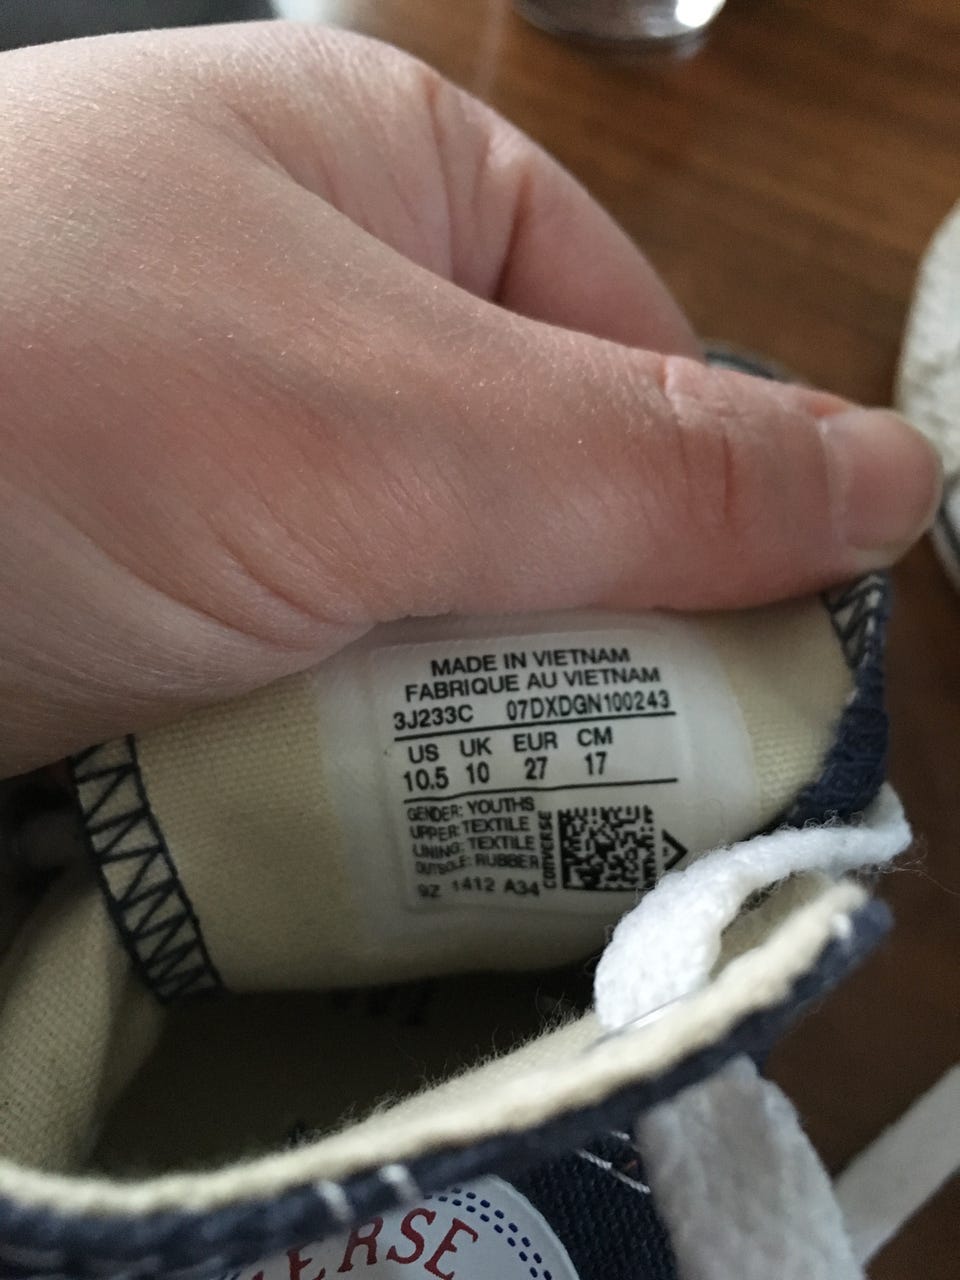 MADE IN VIETNAM
FABRIQUE AU VIETNAM
3J233C 07DXDGN100243
US UK EUR CM
10.5 10 27 17
GENDER: YOUTHS
UPPER: TEXTILE
LINING: TEXTILE
OUTSOLE: RUBBER
9Z 1412 A34
CONVERSE
ERSE